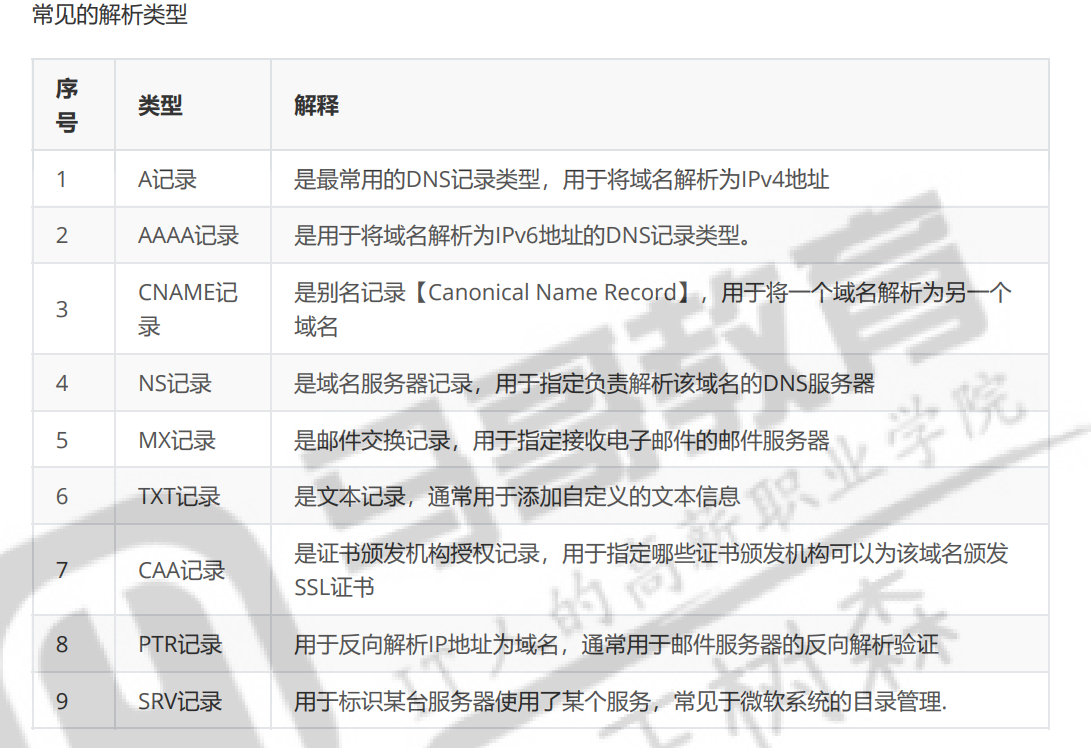 常见的解析类型
序
号
类型
解释
1
A记录
是最常用的DNS记录类型，用于将域名解析为IPv4地址
2
AAAA记录
是用于将域名解析为IPv6地址的DNS记录类型。
3
CNAME记
录
是别名记录【Canonical Name Record】，用于将一个域名解析为另一个
域名
4
NS记录
是域名服务器记录，用于指定负责解析该域名的DNS服务器
5
MX记录
是邮件交换记录，用于指定接收电子邮件的邮件服务器
6
TXT记录
是文本记录，通常用于添加自定义的文本信息
7
CAA记录
是证书颁发机构授权记录，用于指定哪些证书颁发机构可以为该域名颁发
SSL证书
8
PTR记录
用于反向解析IP地址为域名，通常用于邮件服务器的反向解析验证
9
SRV记录
用于标识某台服务器使用了某个服务，常见于微软系统的目录管理.
马哥教育
IT人的高薪职业学院
王树森